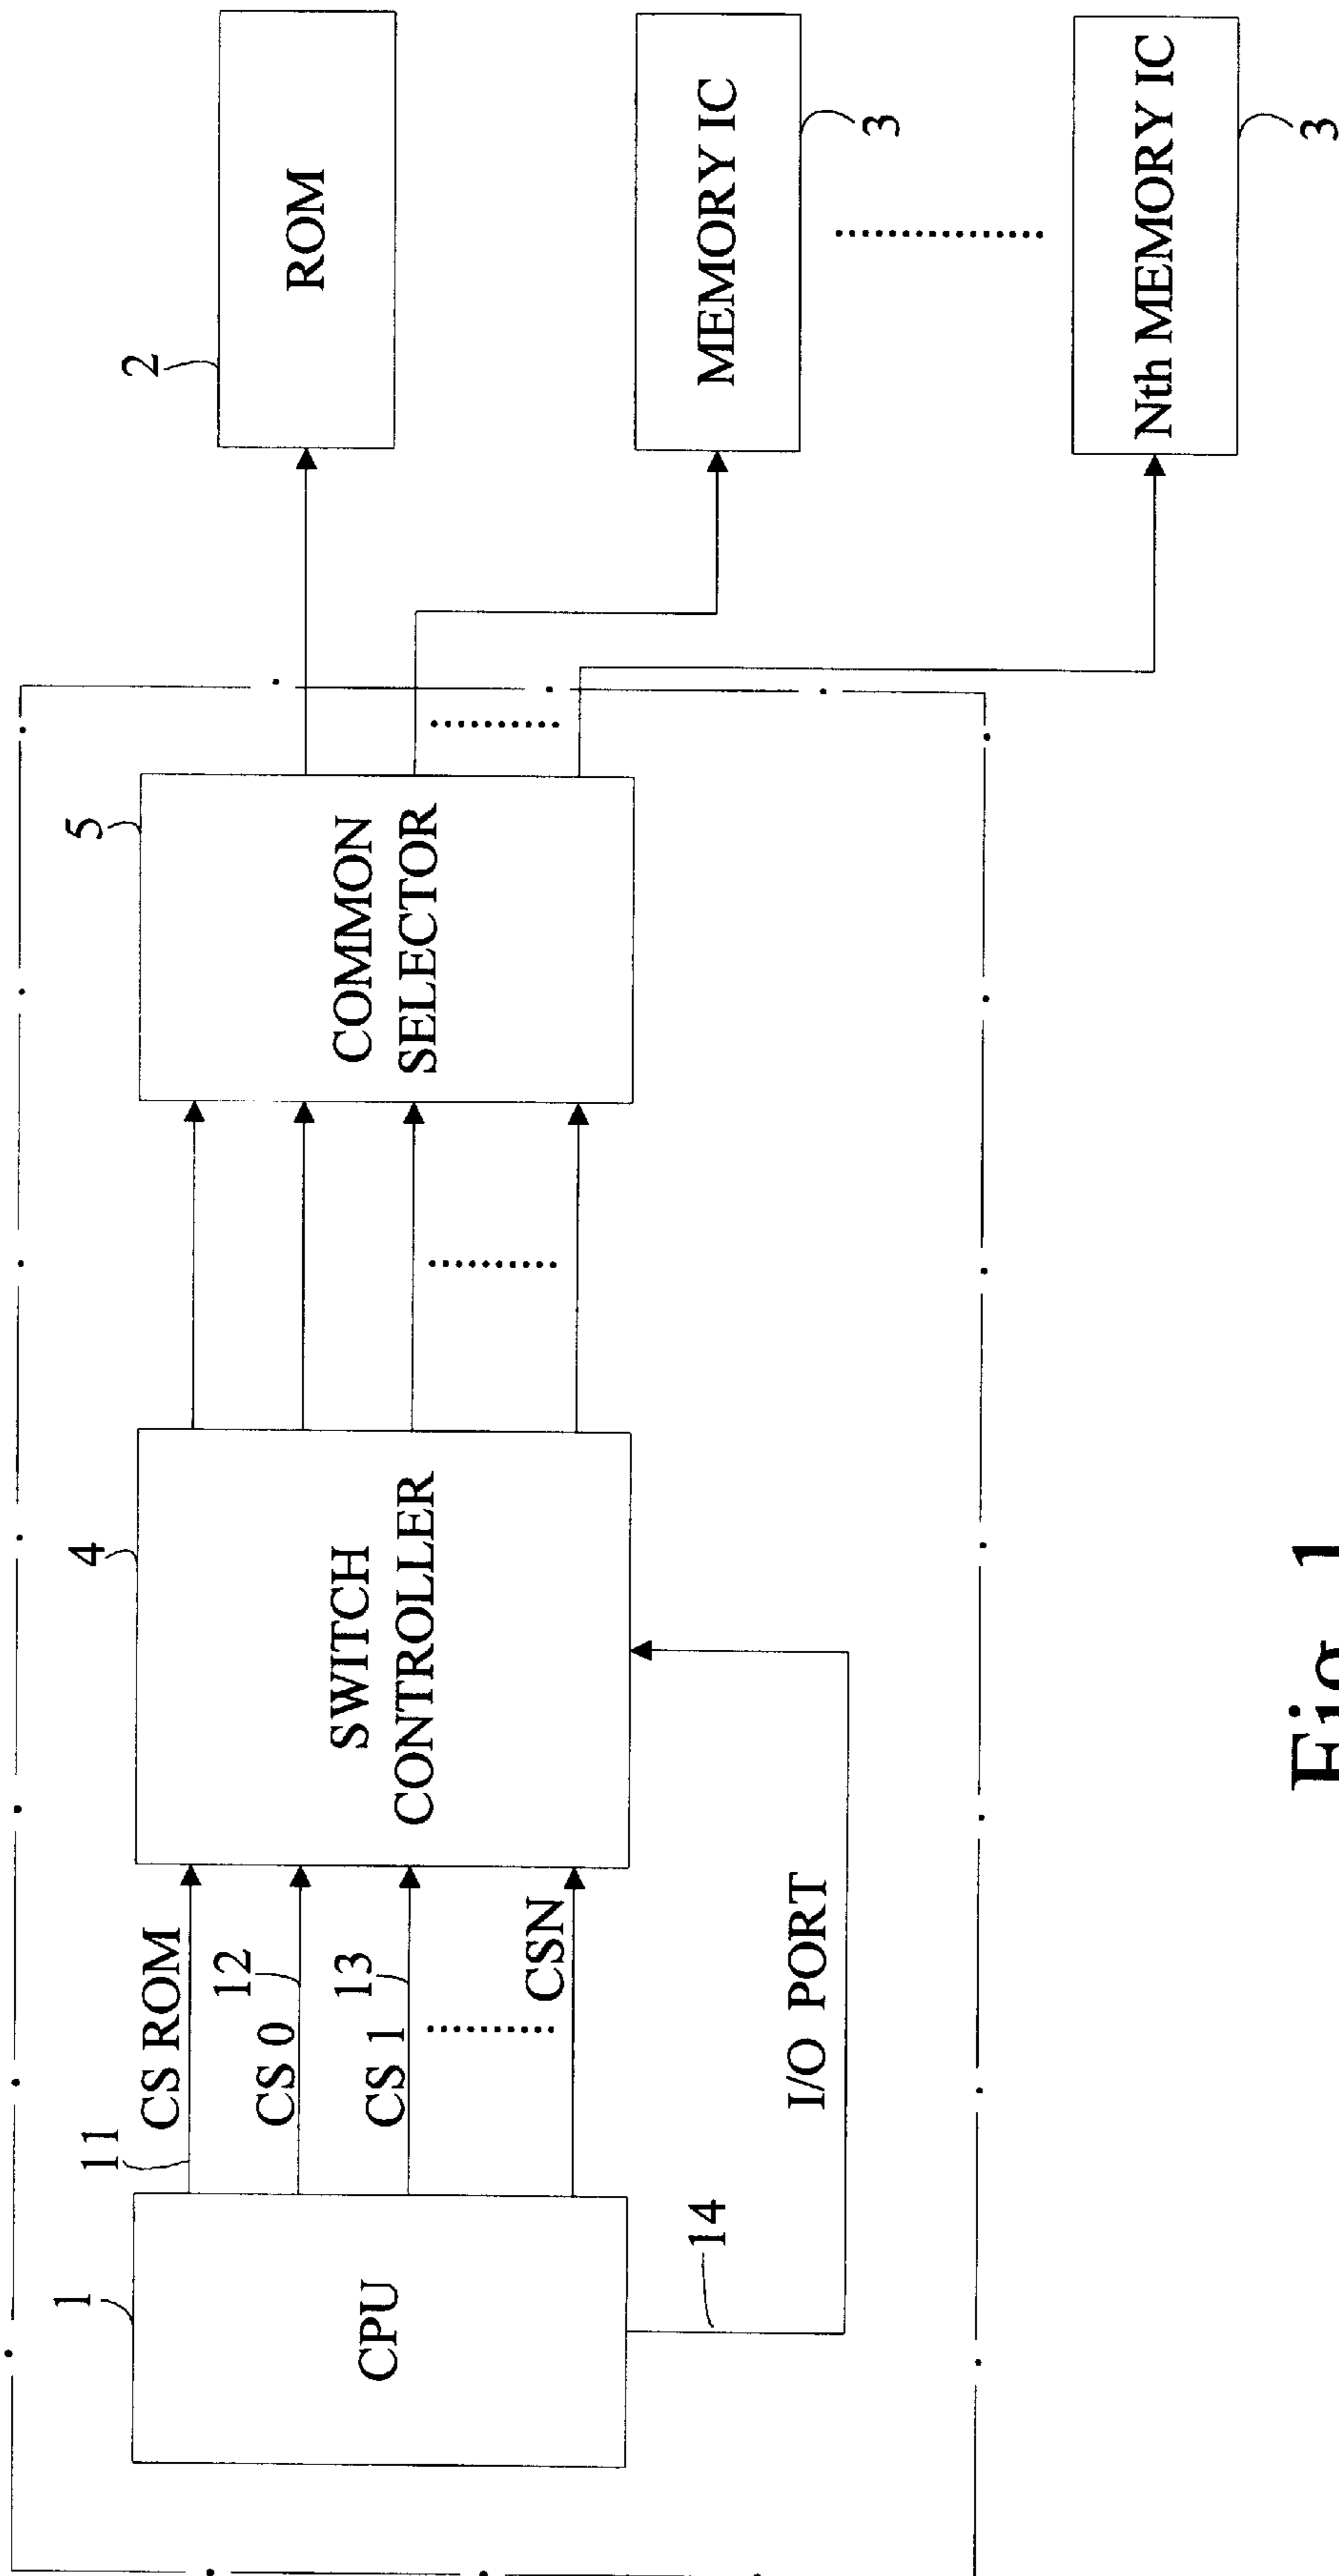 1
CPU
11
CS ROM
CS 0
12
CS 1
13
CSN
14
I/O PORT
4
SWITCH
CONTROLLER
5
COMMON
SELECTOR
2
ROM
MEMORY IC
3
Nth MEMORY IC
3
Fig. 1